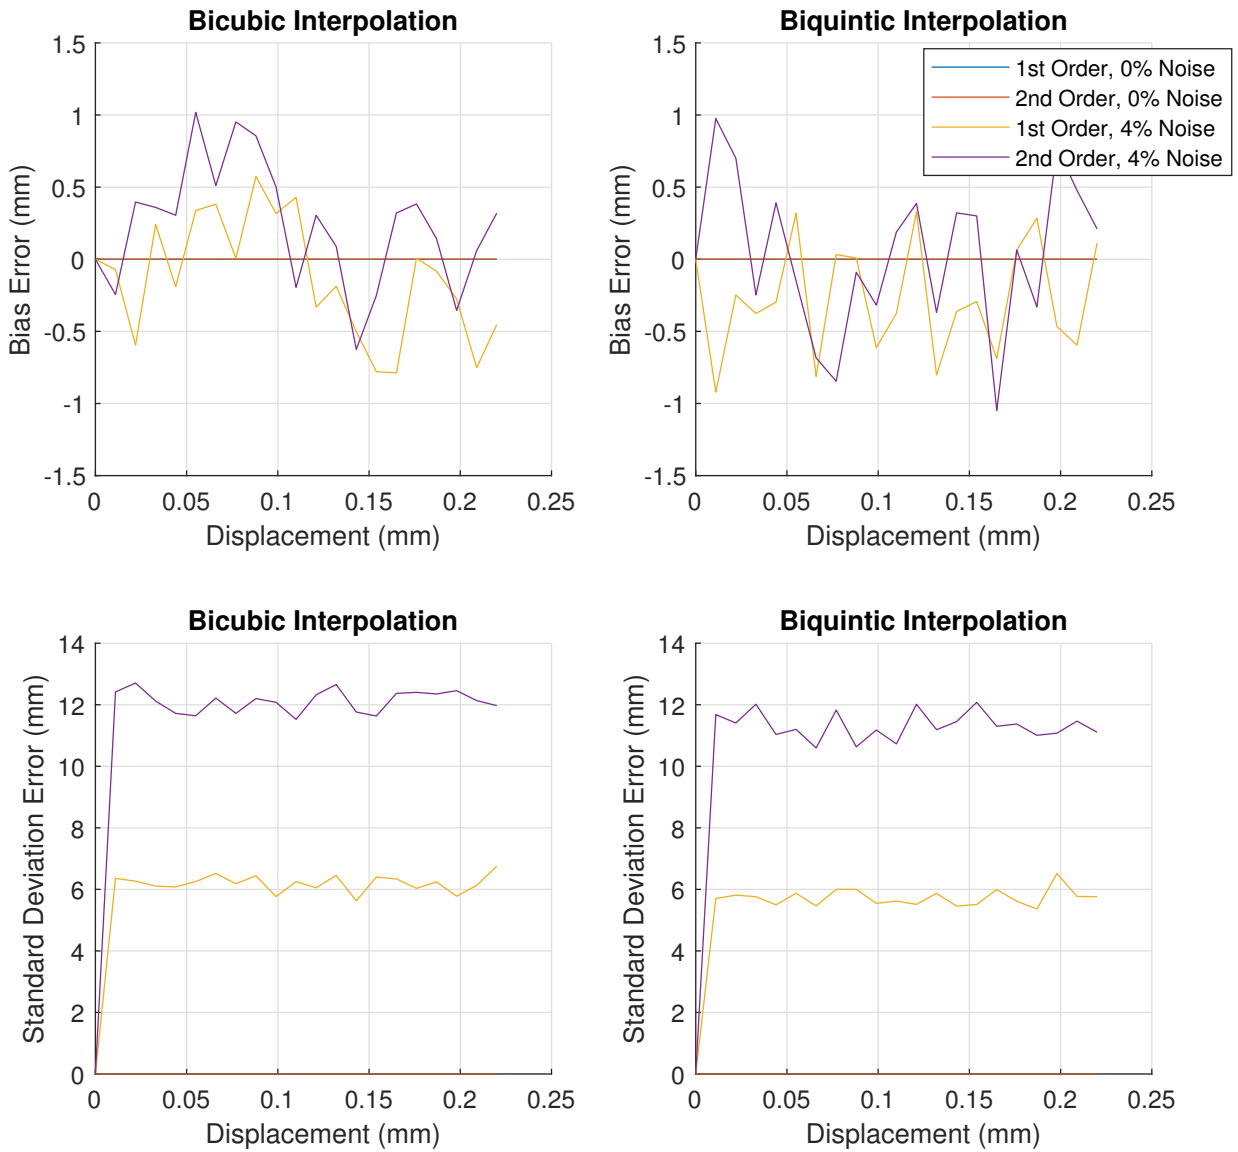 Bicubic Interpolation
1.5
1
0.5
0
-0.5
-1
-1.5
Bias Error (mm)
0 0.05 0.1 0.15 0.2 0.25
Displacement (mm)
Biquintic Interpolation
1.5
1
0.5
0
-0.5
-1
-1.5
Bias Error (mm)
0 0.05 0.1 0.15 0.2 0.25
Displacement (mm)
1st Order, 0% Noise
2nd Order, 0% Noise
1st Order, 4% Noise
2nd Order, 4% Noise
Bicubic Interpolation
14
12
10
8
6
4
2
0
Standard Deviation Error (mm)
0 0.05 0.1 0.15 0.2 0.25
Displacement (mm)
Biquintic Interpolation
14
12
10
8
6
4
2
0
Standard Deviation Error (mm)
0 0.05 0.1 0.15 0.2 0.25
Displacement (mm)